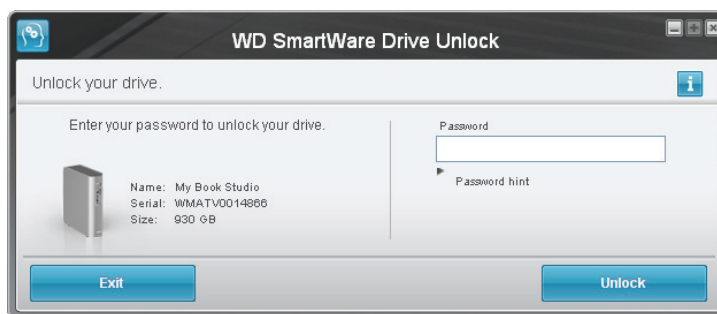 WD SmartWare Drive Unlock
Unlock your drive.
Enter your password to unlock your drive.
Name: My Book Studio
Serial: WMATV0014866
Size: 930 GB
Password
Password hint
Exit
Unlock